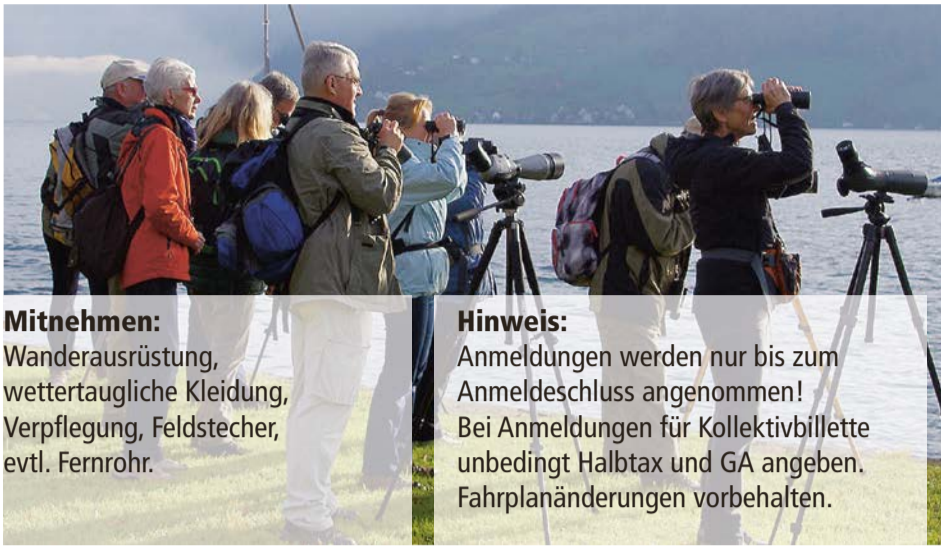 Mitnehmen:
Wanderausrüstung,
wettertaugliche Kleidung,
Verpflegung, Feldstecher,
evtl. Fernrohr.
Hinweis:
Anmeldungen werden nur bis zum
Anmeldeschluss angenommen!
Bei Anmeldungen für Kollektivbillette
unbedingt Halbtax und GA angeben.
Fahrplanänderungen vorbehalten.